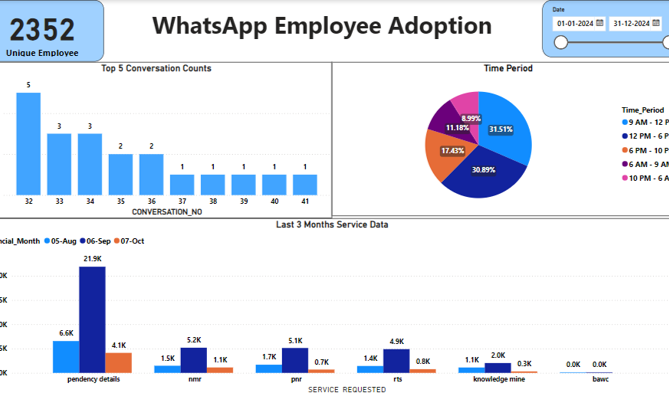 2352
Unique Employee
WhatsApp Employee Adoption
Date
01-01-2024 31-12-2024
Top 5 Conversation Counts
5
3 3
2 2
1 1 1 1 1
32 33 34 35 36 37 38 39 40 41
CONVERSATION_NO
Time Period
8.99%
11.18% 31.51%
17.43%
30.89%
Time_Period
9 AM - 12 P
12 PM - 6 P
6 PM - 10 P
6 AM - 9 AM
10 PM - 6 A
Last 3 Months Service Data
ncial_Month 05-Aug 06-Sep 07-Oct
21.9K
6.6K 4.1K
1.5K 5.2K 1.1K
1.7K 5.1K 0.7K
1.4K 4.9K 0.8K
1.1K 2.0K 0.3K
0.0K 0.0K
pendency details nmr pnr rts knowledge mine bawc
SERVICE REQUESTED